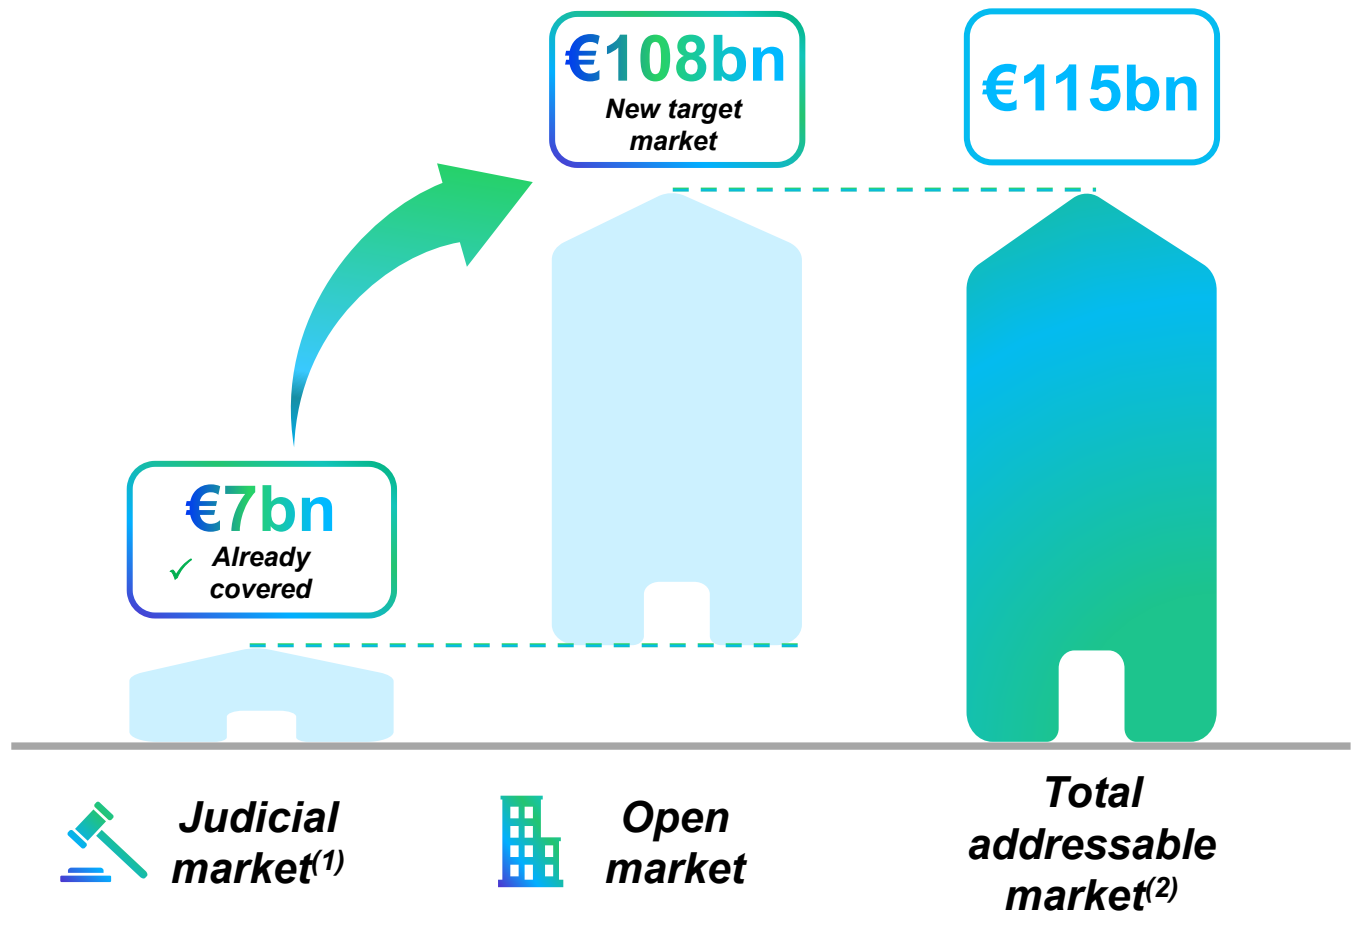 €108bn
New target
market
€115bn
€7bn
✓ Already
covered
Judicial
market(1)
Open
market
Total
addressable
market(2)